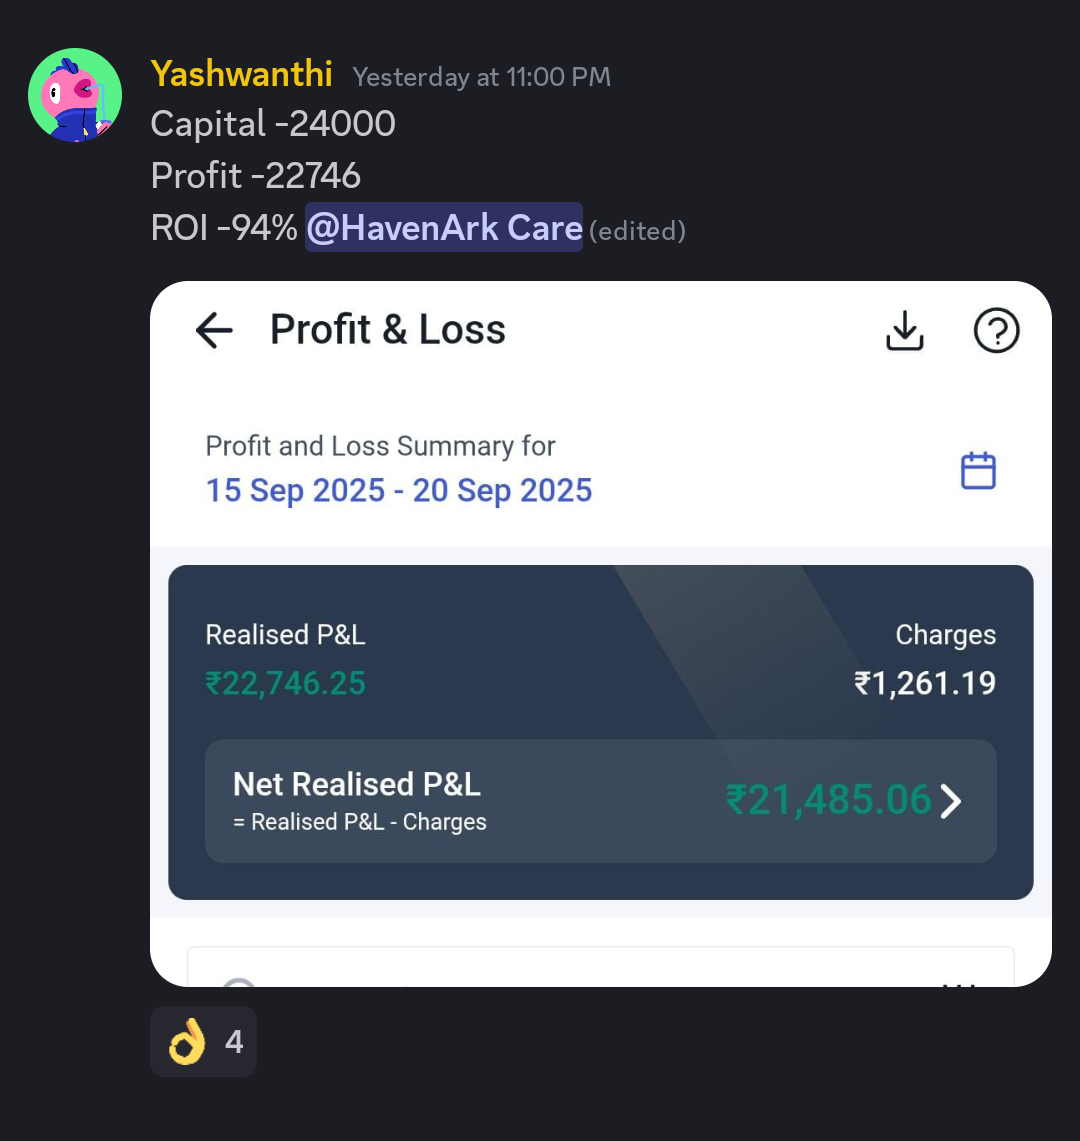 Yashwanthi Yesterday at 11:00 PM
Capital -24000
Profit -22746
ROI -94% @HavenArk Care (edited)
Profit & Loss
Profit and Loss Summary for
15 Sep 2025 - 20 Sep 2025
Realised P&L Charges
₹22,746.25 ₹1,261.19
Net Realised P&L ₹21,485.06
= Realised P&L - Charges
4